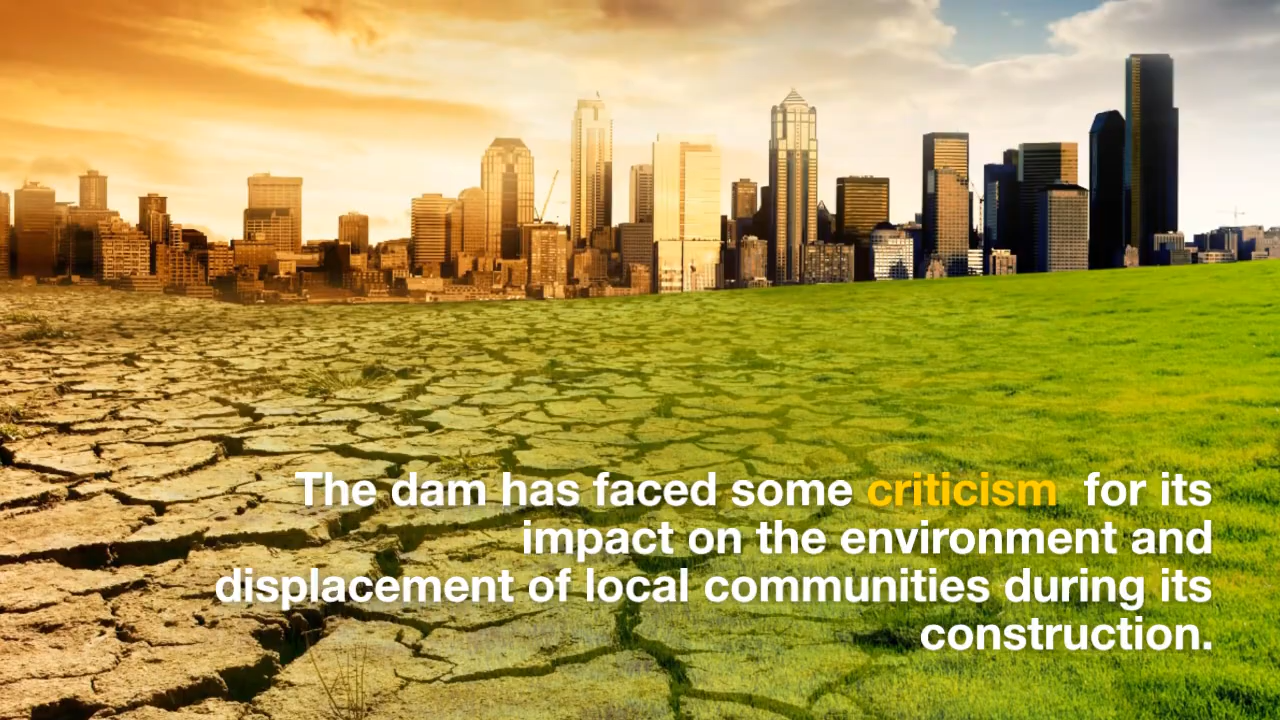 The dam has faced some criticism for its
impact on the environment and
displacement of local communities during its
construction.